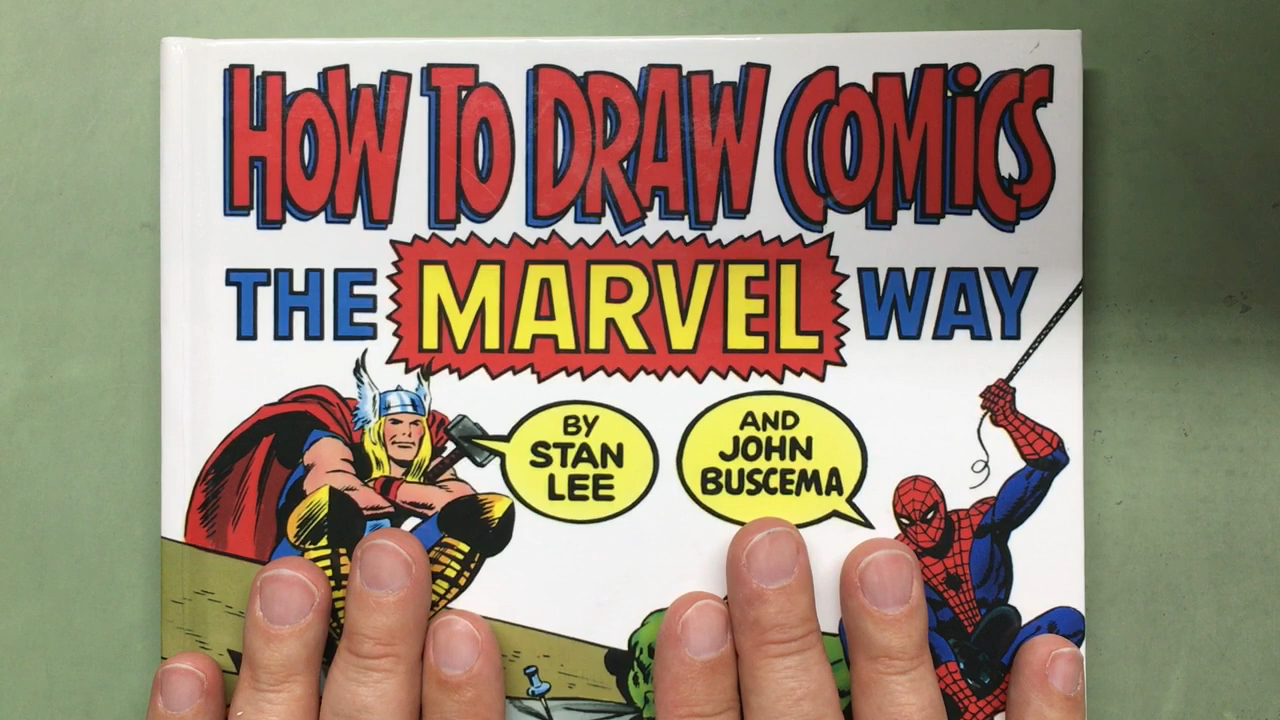 HOW TO DRAW COMiCS
THE MARVEL WAY
BY
STAN
LEE
AND
JOHN
BUSCEMA